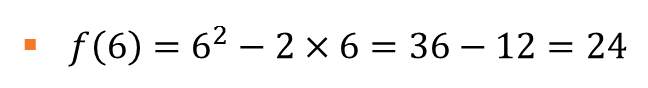 ▪ f(6) = 6² − 2 × 6 = 36 − 12 = 24